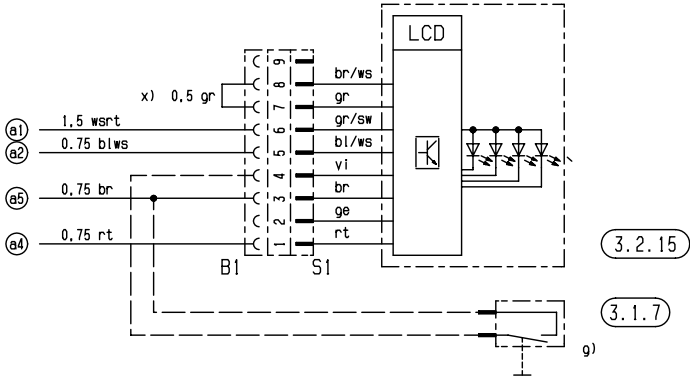 LCD
9
br/ws
8
x) 0,5 gr
gr
7
1,5 wsrt
gr/sw
a1
6
0.75 blws
bl/ws
a2
5
vi
4
0,75 br
br
a5
3
ge
2
0,75 rt
rt
a4
1
3.2.15
B1 S1
3.1.7
g)